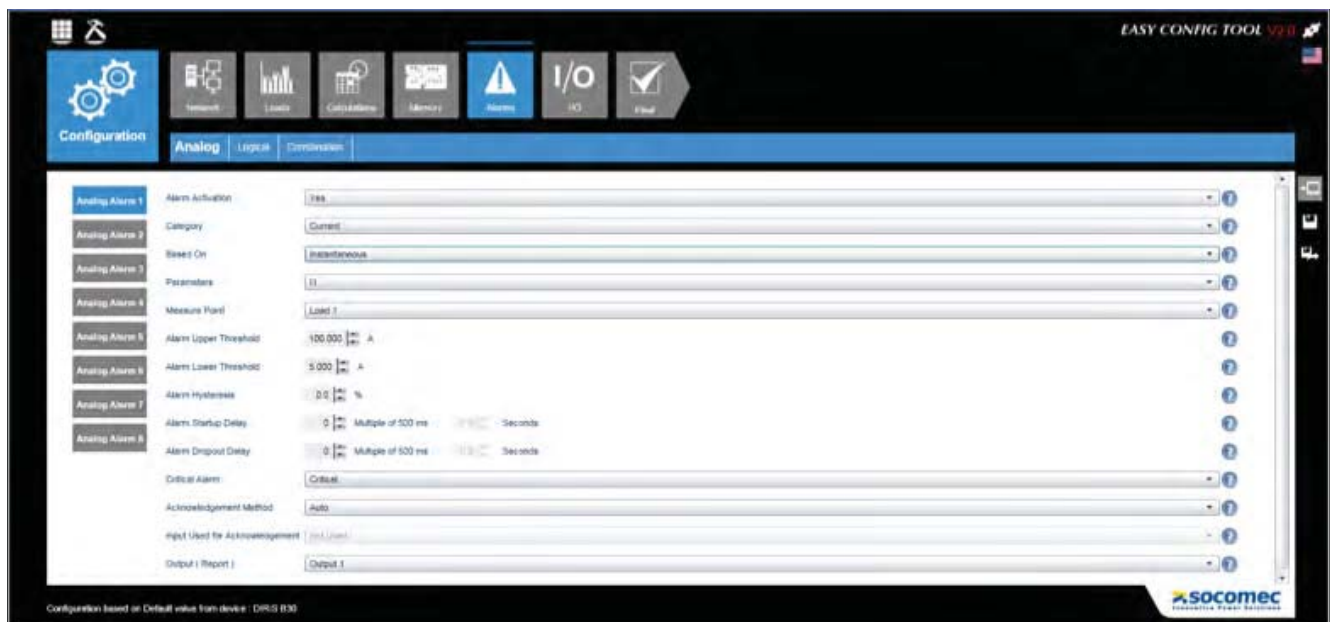 EASY CONFIG TOOL V2.0
Configuration
Network
Loads
Calculations
Memory
Alarms
I/O
I/O
Final
Analog
Logical
Combination
Analog Alarm 1
Analog Alarm 2
Analog Alarm 3
Analog Alarm 4
Analog Alarm 5
Analog Alarm 6
Analog Alarm 7
Analog Alarm 8
Alarm Activation Yes
Category Current
Based On Instantaneous
Parameters I1
Measure Point Load 1
Alarm Upper Threshold 100.000 A
Alarm Lower Threshold 5.000 A
Alarm Hysteresis 0.0 %
Alarm Startup Delay 0 Multiple of 500 ms Seconds
Alarm Dropout Delay 0 Multiple of 500 ms Seconds
Critical Alarm Critical
Acknowledgement Method Auto
Input Used for Acknowledgement Not Used
Output ( Report ) Output 1
Configuration based on Default value from device : DIRIS B30
socomec
Innovative Power Solutions